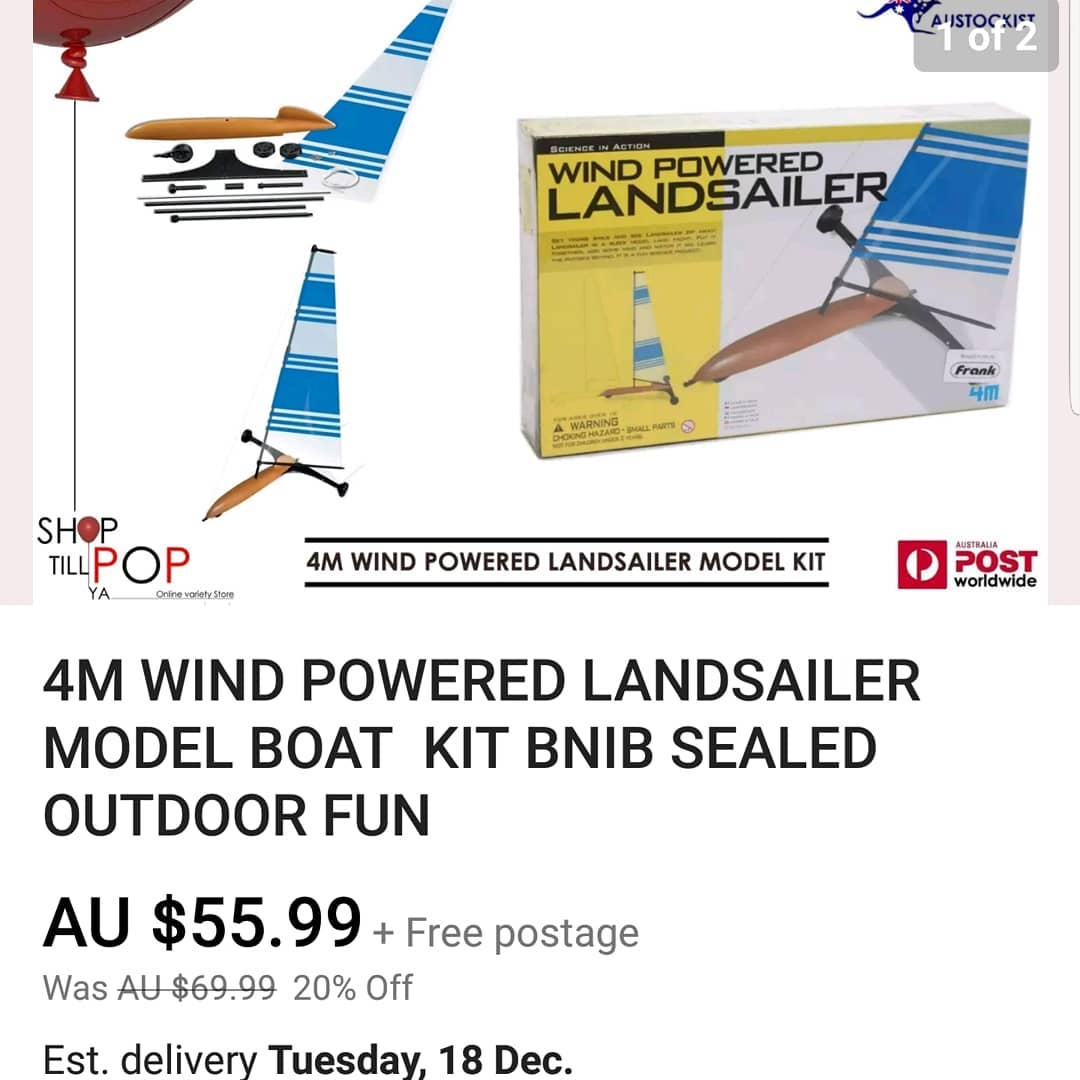 AUSTOCKIST
1 of 2
SCIENCE IN ACTION
WIND POWERED
LANDSAILER
WARNING
CHOKING HAZARD - SMALL PARTS
Frank
4M
SHOP
TILL POP
YA
Online variety Store
4M WIND POWERED LANDSAILER MODEL KIT
AUSTRALIA
POST
worldwide
4M WIND POWERED LANDSAILER
MODEL BOAT KIT BNIB SEALED
OUTDOOR FUN
AU $55.99 + Free postage
Was AU $69.99 20% Off
Est. delivery Tuesday, 18 Dec.